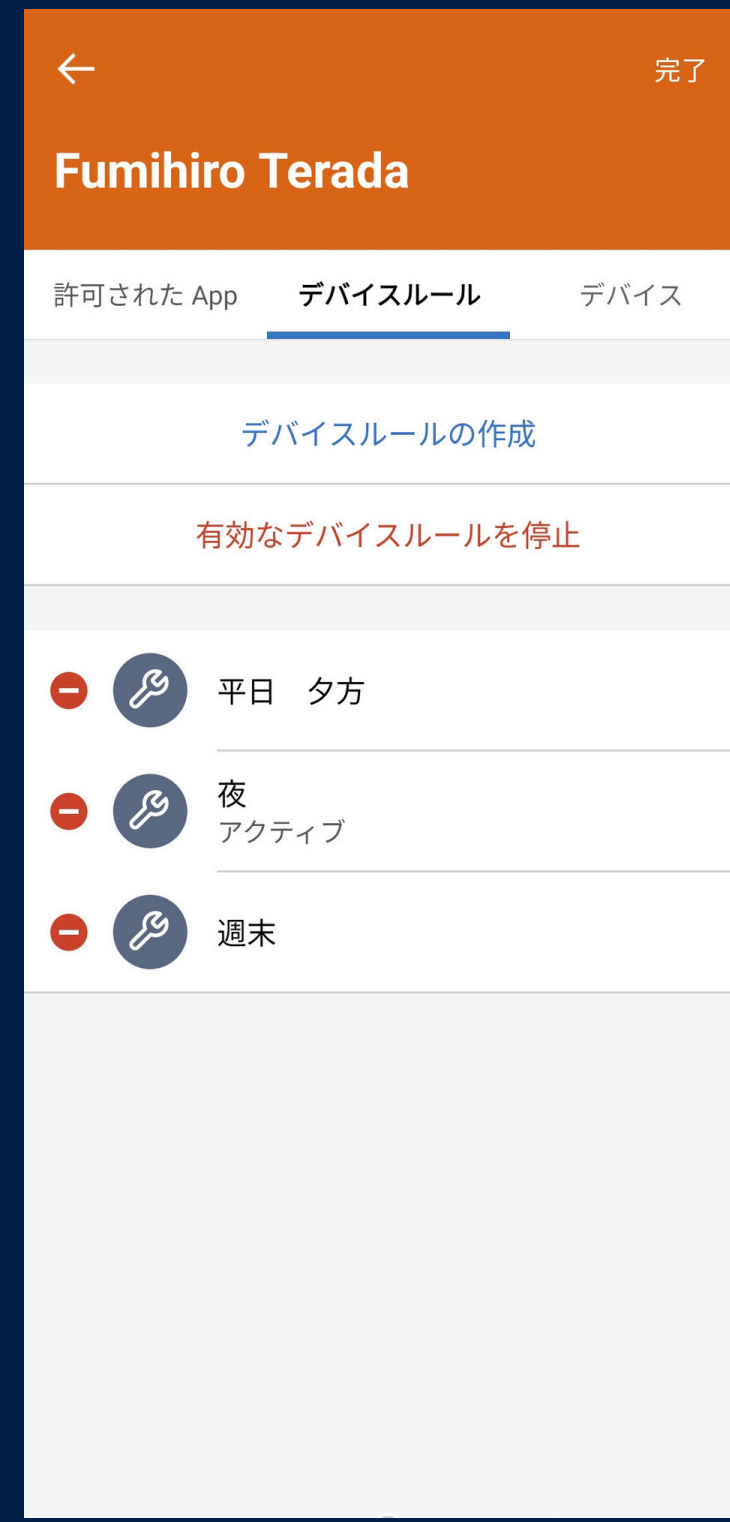 完了
Fumihiro Terada
許可された App デバイスルール デバイス
デバイスルールの作成
有効なデバイスルールを停止
平日　夕方
夜
アクティブ
週末